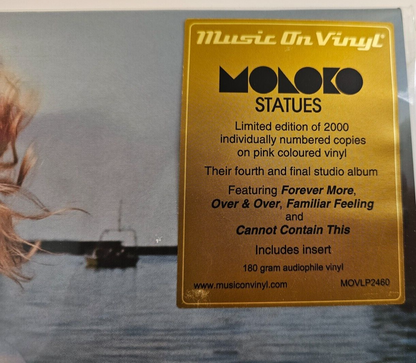 Music On Vinyl
MOLOKO
STATUES
Limited edition of 2000
individually numbered copies
on pink coloured vinyl
Their fourth and final studio album
Featuring Forever More,
Over & Over, Familiar Feeling
and
Cannot Contain This
Includes insert
180 gram audiophile vinyl
www.musiconvinyl.com MOVLP2460